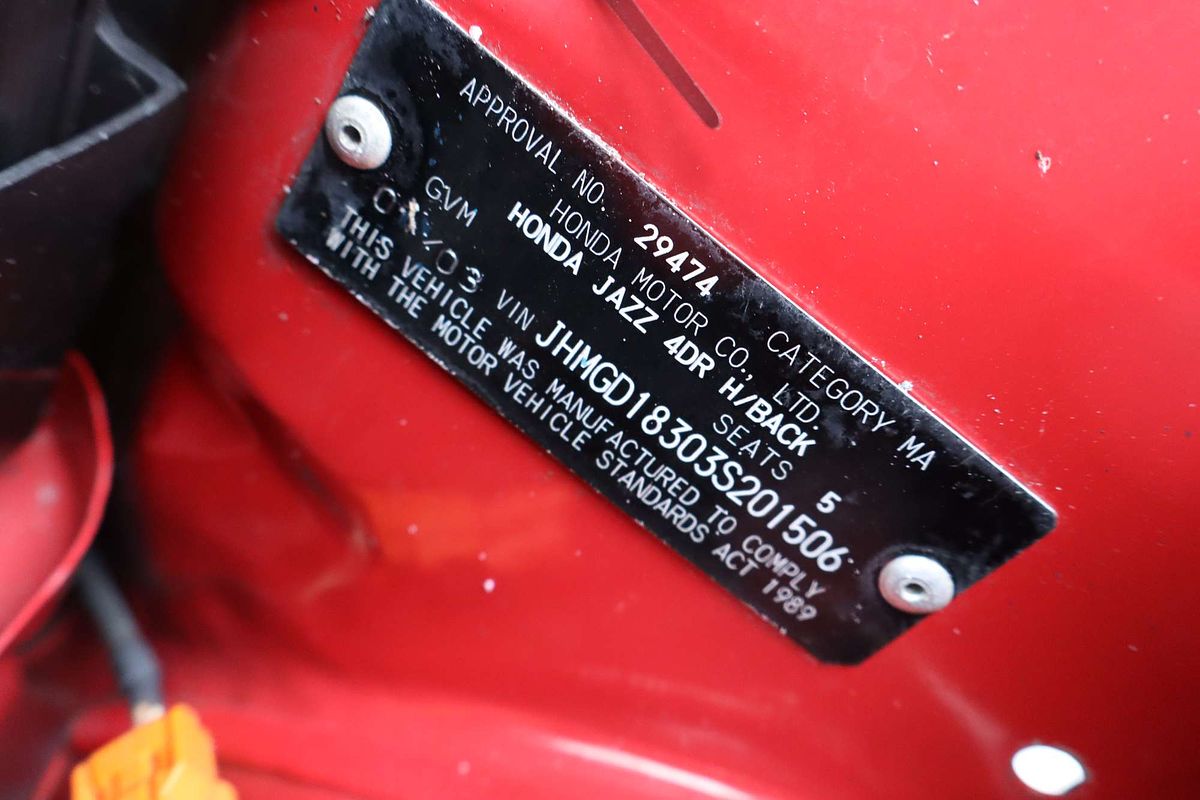 APPROVAL NO. 29474 CATEGORY MA
HONDA MOTOR CO., LTD.
HONDA JAZZ 4DR H/BACK
GVM SEATS 5
/03 VIN JHMGD18303S201506
THIS VEHICLE WAS MANUFACTURED TO COMPLY
WITH THE MOTOR VEHICLE STANDARDS ACT 1989